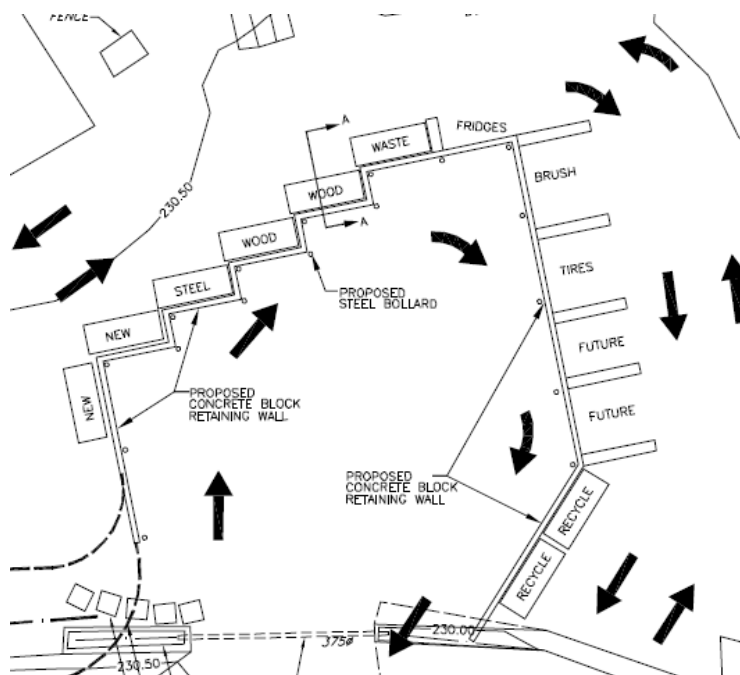 FENCE
A
WASTE
FRIDGES
BRUSH
WOOD
230.50
A
WOOD
TIRES
STEEL
PROPOSED
STEEL BOLLARD
NEW
FUTURE
NEW
PROPOSED
CONCRETE BLOCK
RETAINING WALL
FUTURE
PROPOSED
CONCRETE BLOCK
RETAINING WALL
RECYCLE
RECYCLE
230.00
375ø
230.50